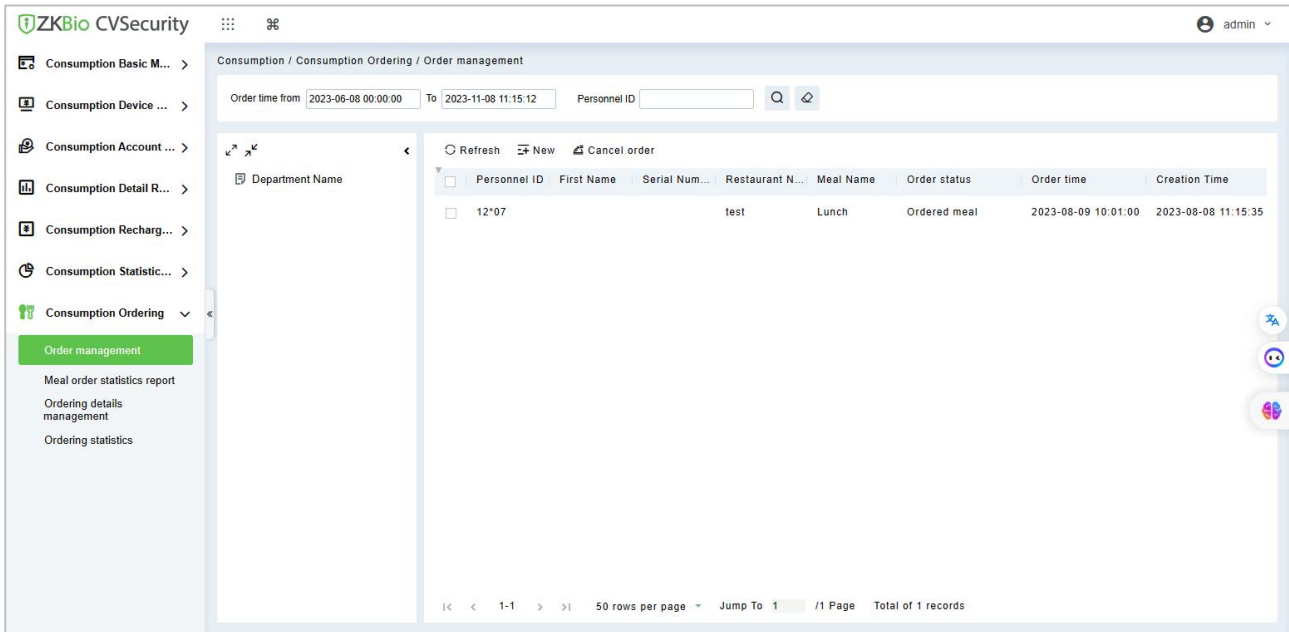 ZKBio CVSecurity
admin
Consumption Basic M...
Consumption Device ...
Consumption Account ...
Consumption Detail R...
Consumption Recharg...
Consumption Statistic...
Consumption Ordering
Order management
Meal order statistics report
Ordering details
management
Ordering statistics
Consumption / Consumption Ordering / Order management
Order time from 2023-06-08 00:00:00 To 2023-11-08 11:15:12 Personnel ID
Department Name
Refresh New Cancel order
Personnel ID First Name Serial Num... Restaurant N... Meal Name Order status Order time Creation Time
12*07 test Lunch Ordered meal 2023-08-09 10:01:00 2023-08-08 11:15:35
1-1 50 rows per page Jump To 1 /1 Page Total of 1 records